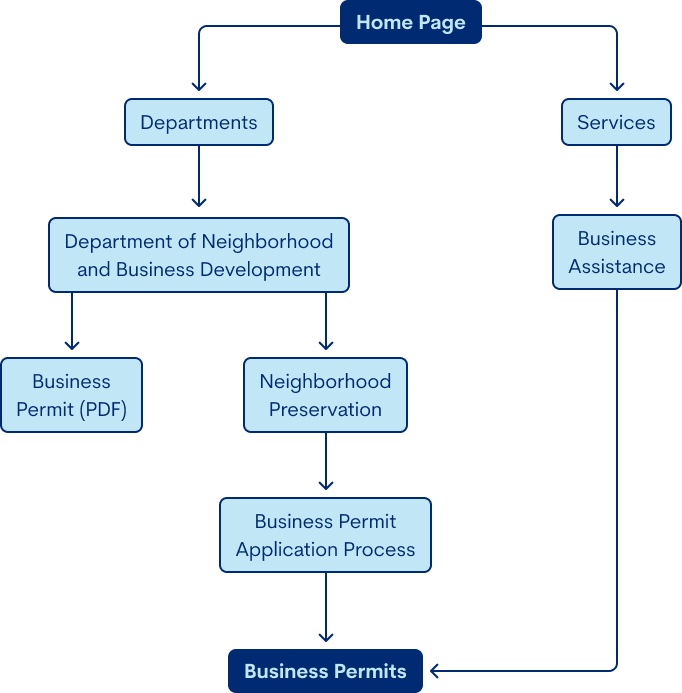 Home Page
Departments
Services
Department of Neighborhood
and Business Development
Business
Assistance
Business
Permit (PDF)
Neighborhood
Preservation
Business Permit
Application Process
Business Permits